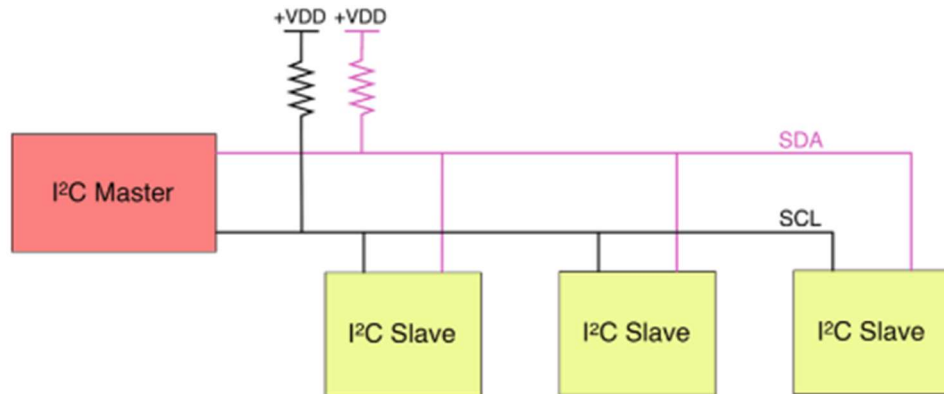 +VDD +VDD
SDA
I²C Master
SCL
I²C Slave I²C Slave I²C Slave